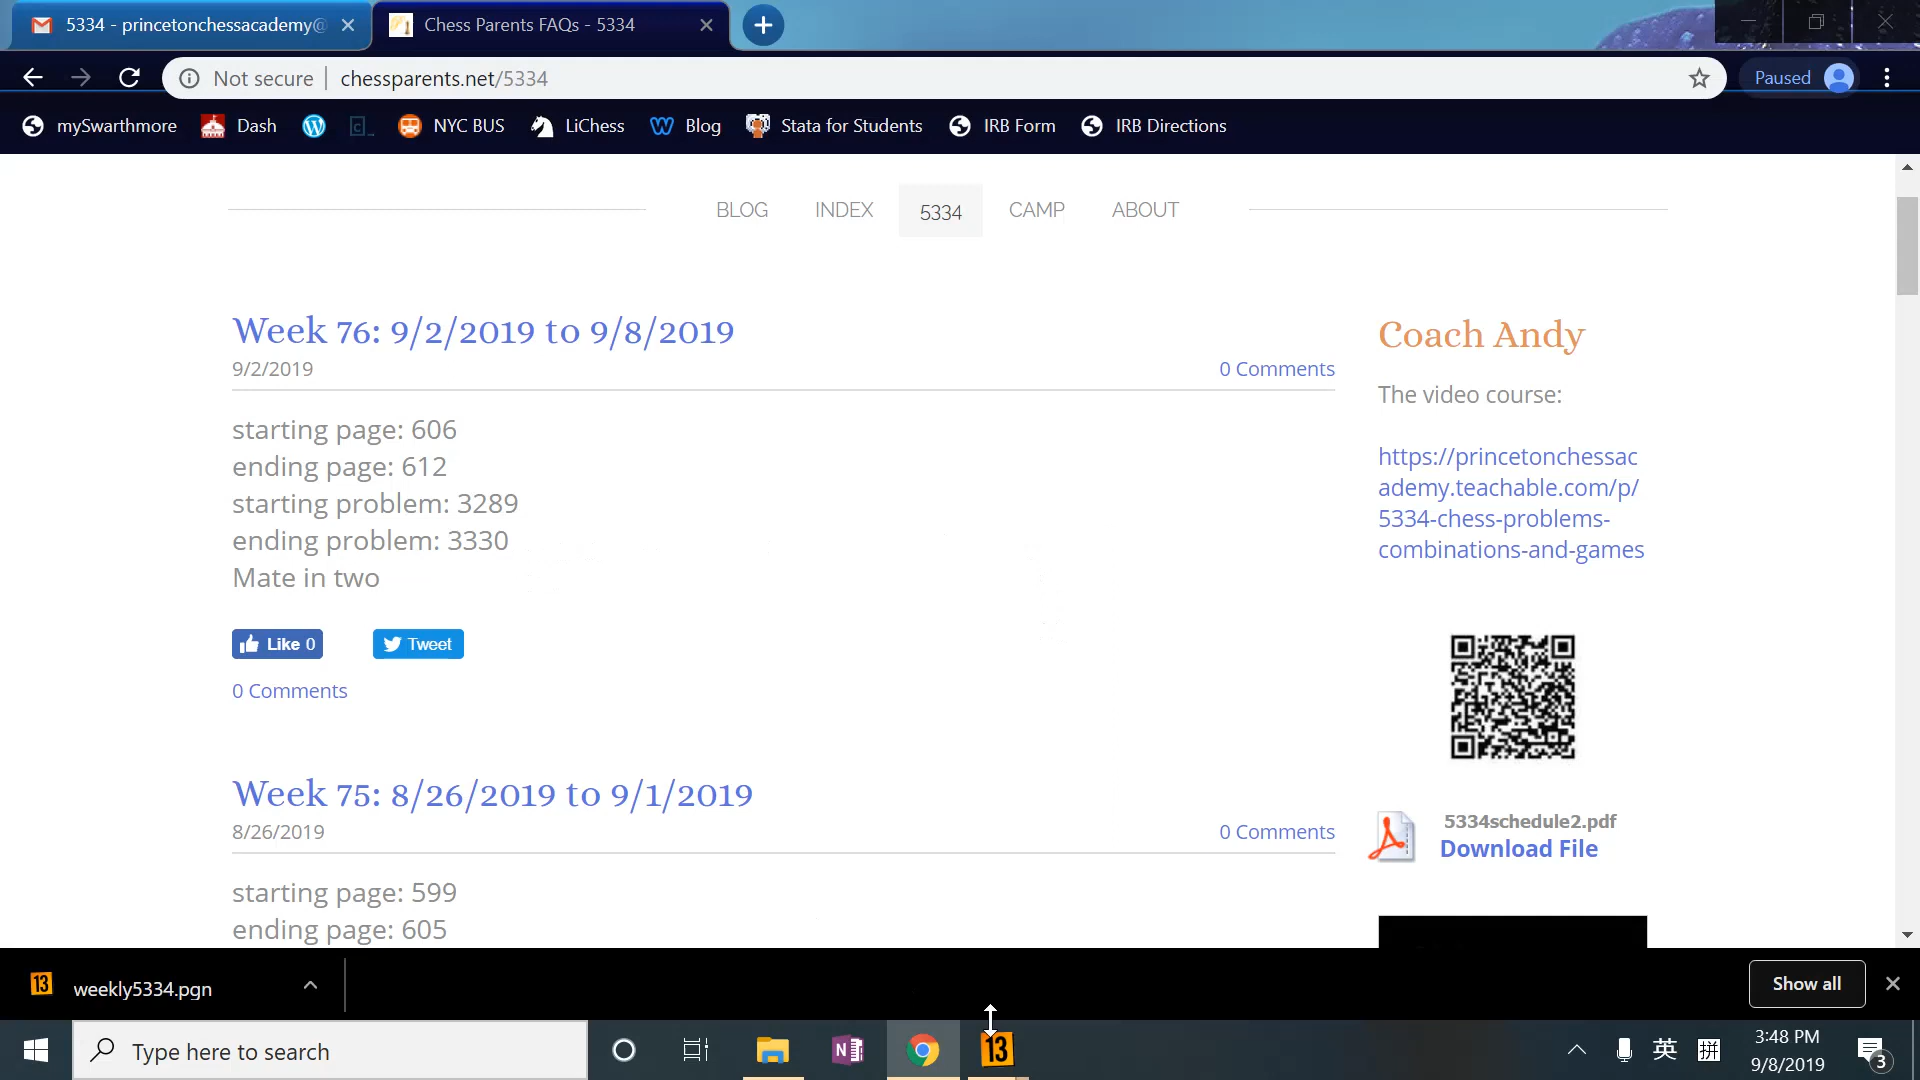 5334 - princetonchessacademy@
Chess Parents FAQs - 5334
Not secure
chessparents.net/5334
Paused
mySwarthmore
Dash
NYC BUS
LiChess
Blog
Stata for Students
IRB Form
IRB Directions
BLOG
INDEX
5334
CAMP
ABOUT
Week 76: 9/2/2019 to 9/8/2019
9/2/2019
0 Comments
starting page: 606
ending page: 612
starting problem: 3289
ending problem: 3330
Mate in two
Like 0
Tweet
0 Comments
Week 75: 8/26/2019 to 9/1/2019
8/26/2019
0 Comments
starting page: 599
ending page: 605
Coach Andy
The video course:
https://princetonchessac
ademy.teachable.com/p/
5334-chess-problems-
combinations-and-games
5334schedule2.pdf
Download File
13
weekly5334.pgn
Show all
Type here to search
N
13
英
拼
3:48 PM
9/8/2019
3